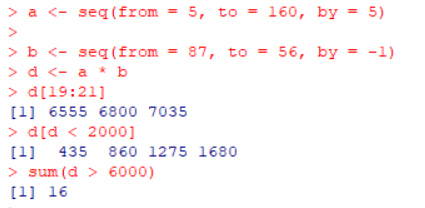 > a <- seq(from = 5, to = 160, by = 5)
>
> b <- seq(from = 87, to = 56, by = -1)
> d <- a * b
> d[19:21]
[1] 6555 6800 7035
> d[d < 2000]
[1]  435  860 1275 1680
> sum(d > 6000)
[1] 16